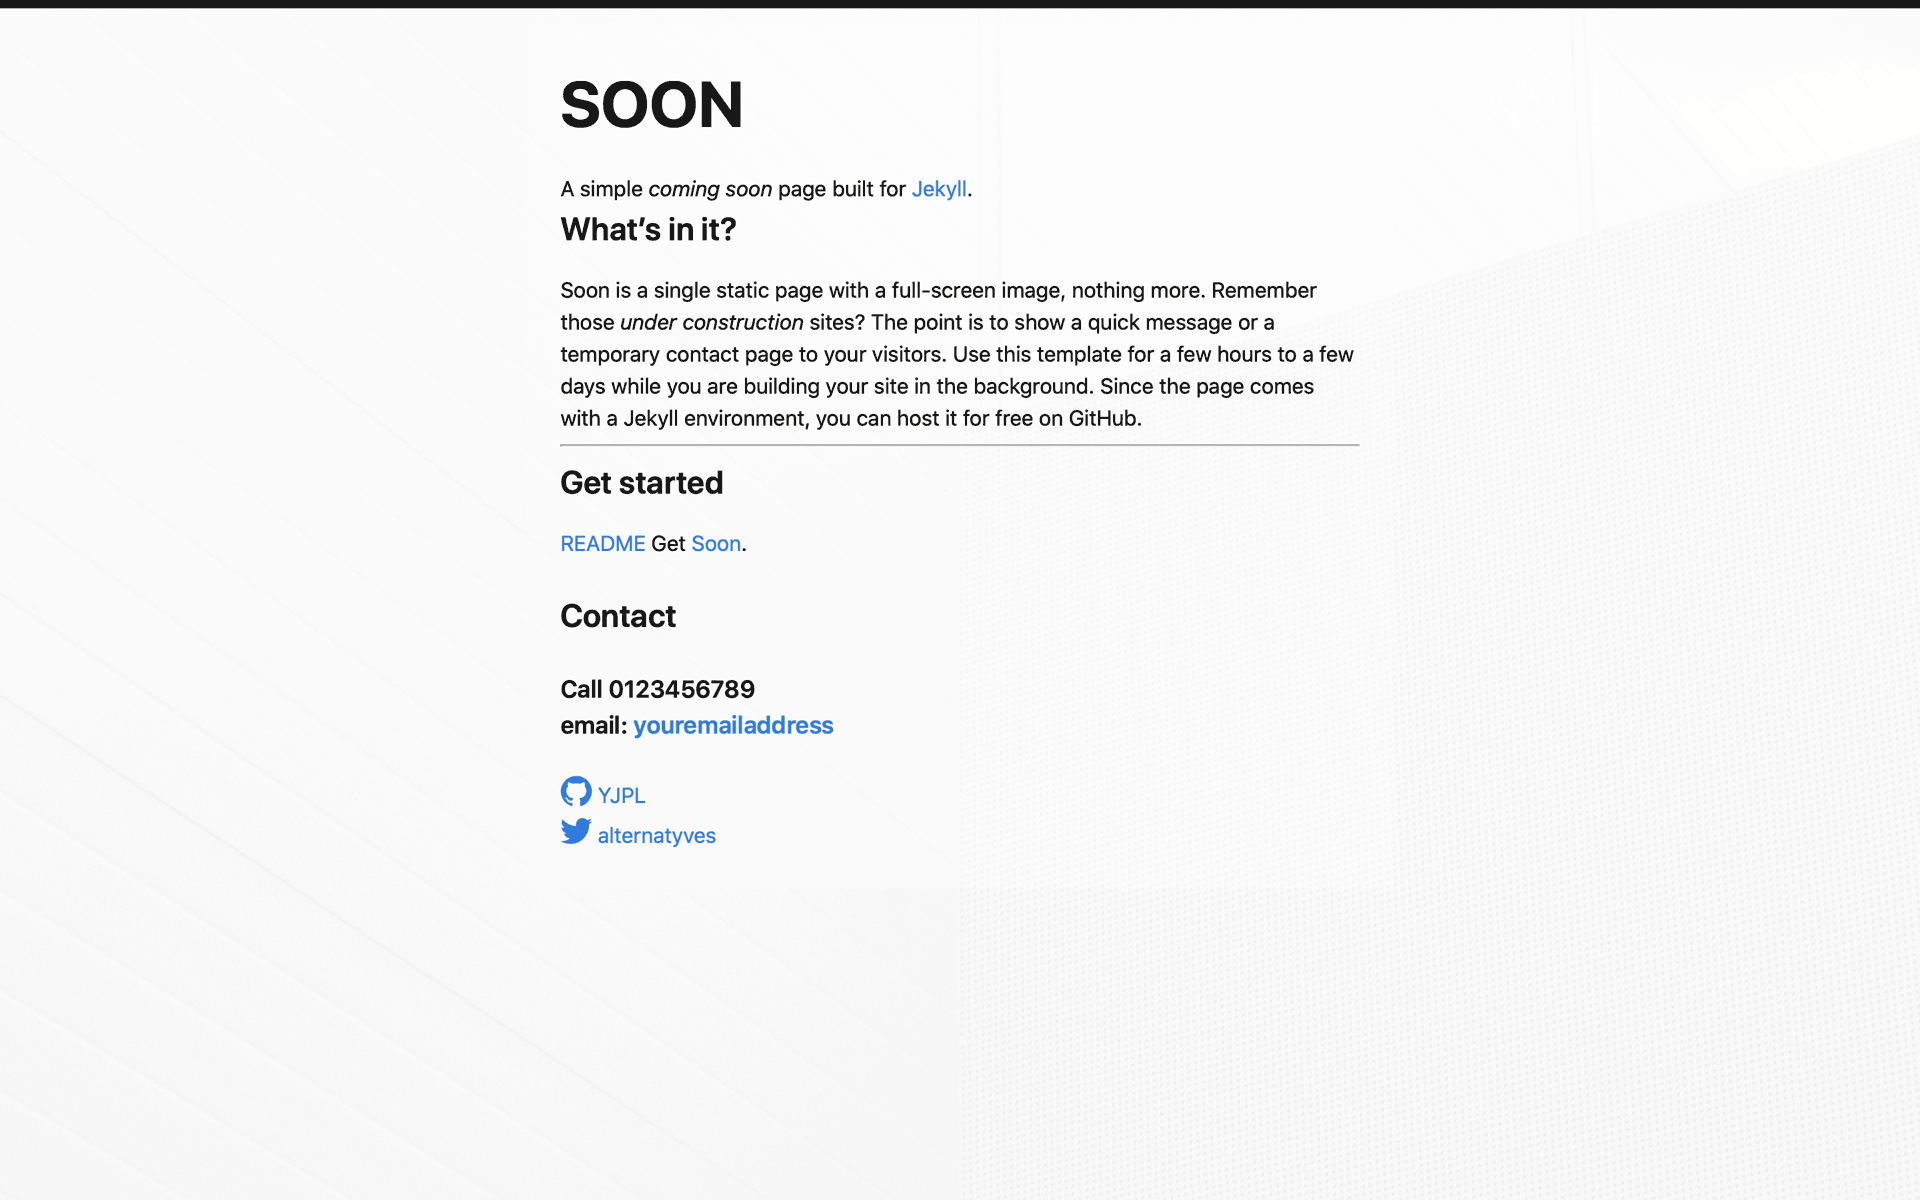 SOON
A simple coming soon page built for Jekyll.
What’s in it?
Soon is a single static page with a full-screen image, nothing more. Remember
those under construction sites? The point is to show a quick message or a
temporary contact page to your visitors. Use this template for a few hours to a few
days while you are building your site in the background. Since the page comes
with a Jekyll environment, you can host it for free on GitHub.
Get started
README Get Soon.
Contact
Call 0123456789
email: youremailaddress
YJPL
alternatyves